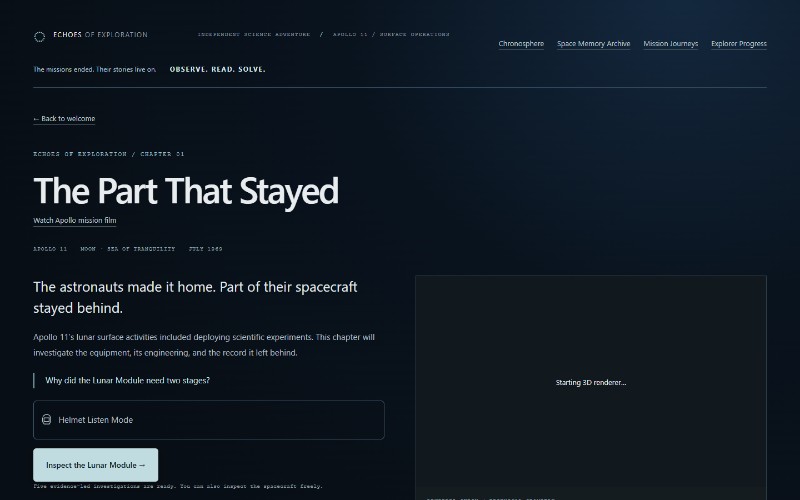 ECHOES OF EXPLORATION
INDEPENDENT SCIENCE ADVENTURE / APOLLO 11 / SURFACE OPERATIONS
Chronosphere Space Memory Archive Mission Journeys Explorer Progress
The missions ended. Their stories live on. OBSERVE. READ. SOLVE.
← Back to welcome
ECHOES OF EXPLORATION / CHAPTER 01
The Part That Stayed
Watch Apollo mission film
APOLLO 11 MOON · SEA OF TRANQUILITY JULY 1969
The astronauts made it home. Part of their spacecraft
stayed behind.
Apollo 11's lunar surface activities included deploying scientific experiments. This chapter will
investigate the equipment, its engineering, and the record it left behind.
Why did the Lunar Module need two stages?
Helmet Listen Mode
Starting 3D renderer...
Inspect the Lunar Module →
Five evidence-led investigations are ready. You can also inspect the spacecraft freely.